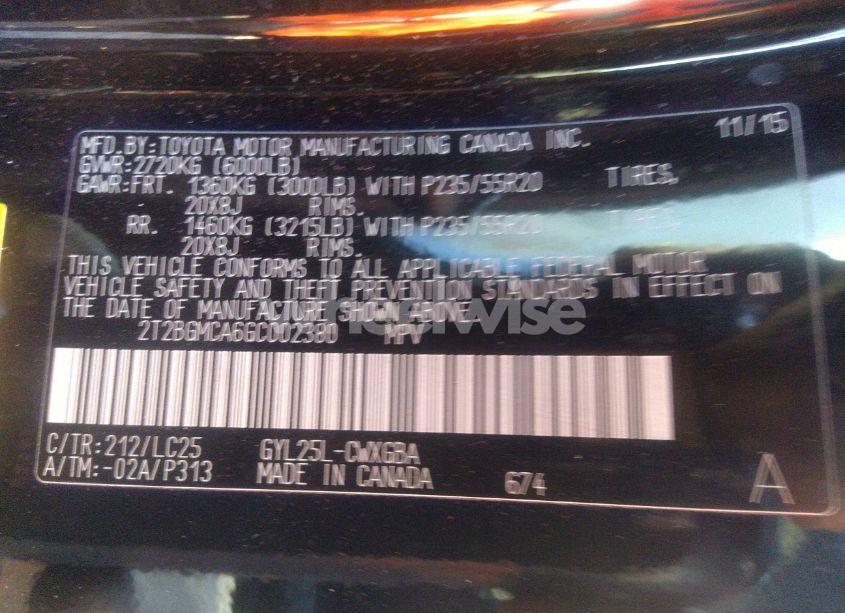 MFD.BY:TOYOTA MOTOR MANUFACTURING CANADA INC. 11/15
GVWR:2720KG (6000LB)
GAWR:FRT. 1360KG (3000LB) WITH P235/55R20 TIRES,
20X8J RIMS.
RR. 1460KG (3215LB) WITH P235/55R20 TIRES,
20X8J RIMS.
THIS VEHICLE CONFORMS TO ALL APPLICABLE FEDERAL MOTOR
VEHICLE SAFETY AND THEFT PREVENTION STANDARDS IN EFFECT ON
THE DATE OF MANUFACTURE SHOWN ABOVE.
2T2BGMCA6GC002380 MPV
C/TR:212/LC25 GYL25L-CWXGBA
A/TM:-02A/P313 MADE IN CANADA 674 A